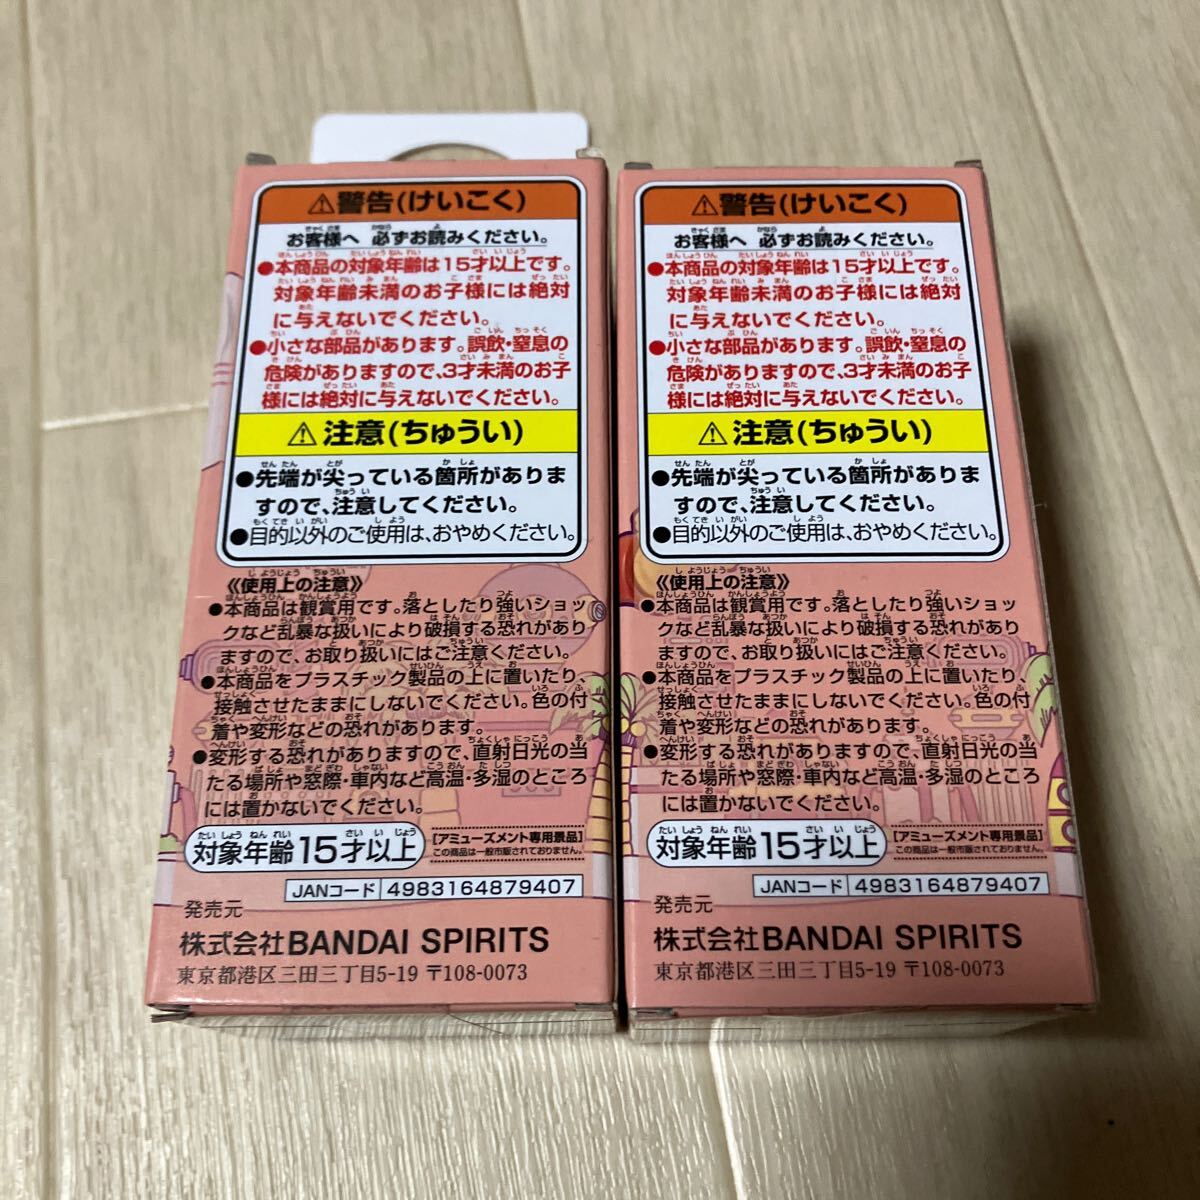 ⚠警告(けいこく)
お客様へ 必ずお読みください。
●本商品の対象年齢は15才以上です。
対象年齢未満のお子様には絶対
に与えないでください。
●小さな部品があります。誤飲・窒息の
危険がありますので、3才未満のお子
様には絶対に与えないでください。
⚠注意(ちゅうい)
●先端が尖っている箇所がありま
すので、注意してください。
●目的以外のご使用は、おやめください。
《使用上の注意》
●本商品は観賞用です。落としたり強いショッ
クなど乱暴な扱いにより破損する恐れがあり
ますので、お取り扱いにはご注意ください。
●本商品をプラスチック製品の上に置いたり、
接触させたままにしないでください。色の付
着や変形などの恐れがあります。
●変形する恐れがありますので、直射日光の当
たる場所や窓際・車内など高温・多湿のところ
には置かないでください。
対象年齢 15才以上
[アミューズメント専用景品]
この商品は一般市販されておりません。
JANコード 4983164879407
発売元
株式会社BANDAI SPIRITS
東京都港区三田三丁目5-19 〒108-0073
⚠警告(けいこく)
お客様へ 必ずお読みください。
●本商品の対象年齢は15才以上です。
対象年齢未満のお子様には絶対
に与えないでください。
●小さな部品があります。誤飲・窒息の
危険がありますので、3才未満のお子
様には絶対に与えないでください。
⚠注意(ちゅうい)
●先端が尖っている箇所がありま
すので、注意してください。
●目的以外のご使用は、おやめください。
《使用上の注意》
●本商品は観賞用です。落としたり強いショッ
クなど乱暴な扱いにより破損する恐れがあり
ますので、お取り扱いにはご注意ください。
●本商品をプラスチック製品の上に置いたり、
接触させたままにしないでください。色の付
着や変形などの恐れがあります。
●変形する恐れがありますので、直射日光の当
たる場所や窓際・車内など高温・多湿のところ
には置かないでください。
対象年齢 15才以上
[アミューズメント専用景品]
この商品は一般市販されておりません。
JANコード 4983164879407
発売元
株式会社BANDAI SPIRITS
東京都港区三田三丁目5-19 〒108-0073